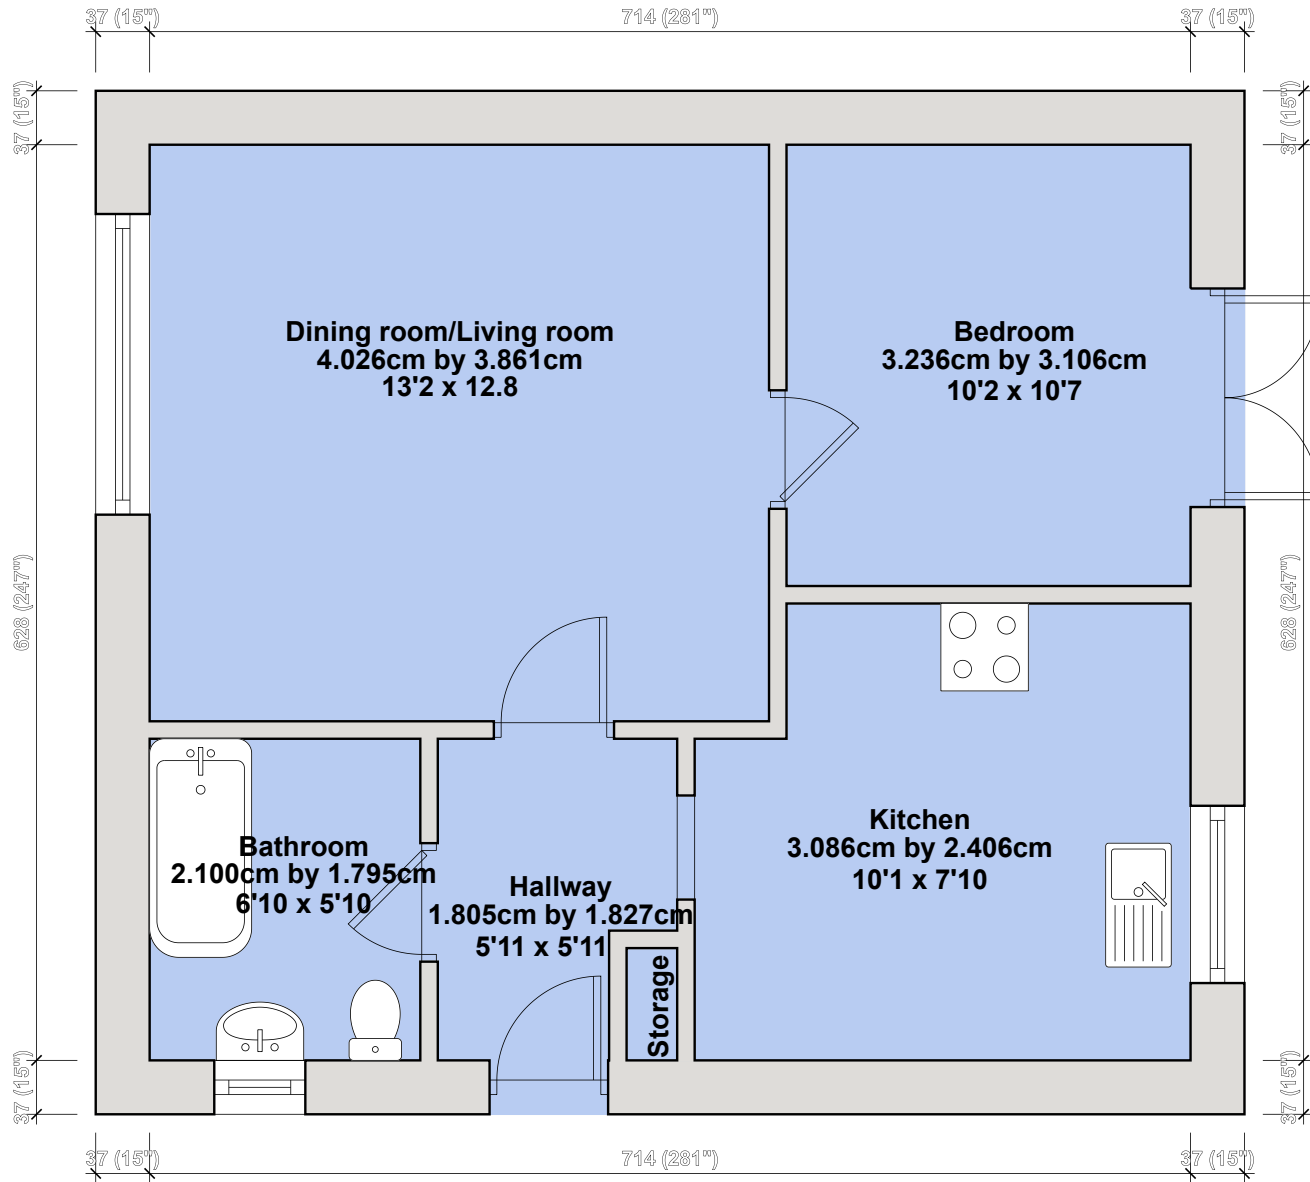 37 (15")
714 (281")
37 (15")
37 (15")
37 (15")
Dining room/Living room
4.026cm by 3.861cm
13'2 x 12.8
Bedroom
3.236cm by 3.106cm
10'2 x 10'7
628 (247")
628 (247")
Kitchen
3.086cm by 2.406cm
10'1 x 7'10
Bathroom
2.100cm by 1.795cm
6'10 x 5'10
Hallway
1.805cm by 1.827cm
5'11 x 5'11
Storage
37 (15")
37 (15")
37 (15")
714 (281")
37 (15")